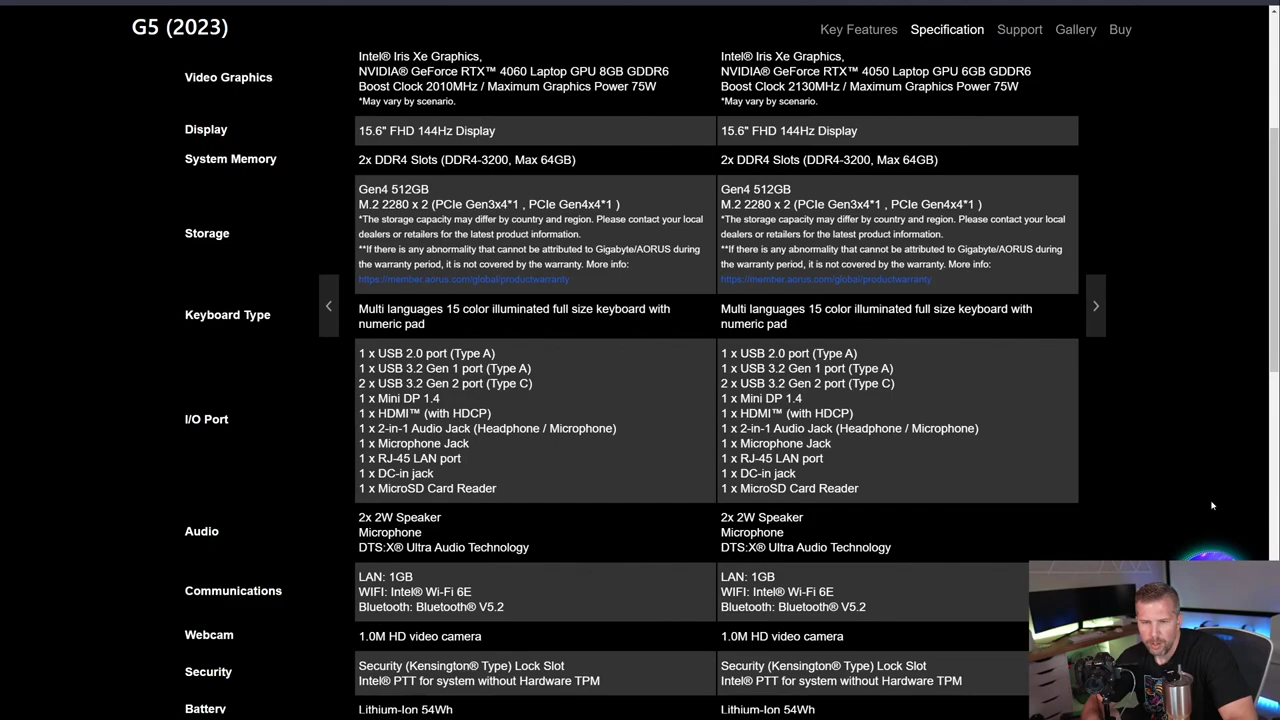 G5 (2023)
Key Features
Specification
Support
Gallery
Buy
Video Graphics
Intel® Iris Xe Graphics,
NVIDIA® GeForce RTX™ 4060 Laptop GPU 8GB GDDR6
Boost Clock 2010MHz / Maximum Graphics Power 75W
*May vary by scenario.
Intel® Iris Xe Graphics,
NVIDIA® GeForce RTX™ 4050 Laptop GPU 6GB GDDR6
Boost Clock 2130MHz / Maximum Graphics Power 75W
*May vary by scenario.
Display
15.6" FHD 144Hz Display
15.6" FHD 144Hz Display
System Memory
2x DDR4 Slots (DDR4-3200, Max 64GB)
2x DDR4 Slots (DDR4-3200, Max 64GB)
Storage
Gen4 512GB
M.2 2280 x 2 (PCIe Gen3x4*1 , PCIe Gen4x4*1 )
*The storage capacity may differ by country and region. Please contact your local
dealers or retailers for the latest product information.
**If there is any abnormality that cannot be attributed to Gigabyte/AORUS during
the warranty period, it is not covered by the warranty. More info:
https://member.aorus.com/global/productwarranty
Gen4 512GB
M.2 2280 x 2 (PCIe Gen3x4*1 , PCIe Gen4x4*1 )
*The storage capacity may differ by country and region. Please contact your local
dealers or retailers for the latest product information.
**If there is any abnormality that cannot be attributed to Gigabyte/AORUS during
the warranty period, it is not covered by the warranty. More info:
https://member.aorus.com/global/productwarranty
Keyboard Type
Multi languages 15 color illuminated full size keyboard with
numeric pad
Multi languages 15 color illuminated full size keyboard with
numeric pad
I/O Port
1 x USB 2.0 port (Type A)
1 x USB 3.2 Gen 1 port (Type A)
2 x USB 3.2 Gen 2 port (Type C)
1 x Mini DP 1.4
1 x HDMI™ (with HDCP)
1 x 2-in-1 Audio Jack (Headphone / Microphone)
1 x Microphone Jack
1 x RJ-45 LAN port
1 x DC-in jack
1 x MicroSD Card Reader
1 x USB 2.0 port (Type A)
1 x USB 3.2 Gen 1 port (Type A)
2 x USB 3.2 Gen 2 port (Type C)
1 x Mini DP 1.4
1 x HDMI™ (with HDCP)
1 x 2-in-1 Audio Jack (Headphone / Microphone)
1 x Microphone Jack
1 x RJ-45 LAN port
1 x DC-in jack
1 x MicroSD Card Reader
Audio
2x 2W Speaker
Microphone
DTS:X® Ultra Audio Technology
2x 2W Speaker
Microphone
DTS:X® Ultra Audio Technology
Communications
LAN: 1GB
WIFI: Intel® Wi-Fi 6E
Bluetooth: Bluetooth® V5.2
LAN: 1GB
WIFI: Intel® Wi-Fi 6E
Bluetooth: Bluetooth® V5.2
Webcam
1.0M HD video camera
1.0M HD video camera
Security
Security (Kensington® Type) Lock Slot
Intel® PTT for system without Hardware TPM
Security (Kensington® Type) Lock Slot
Intel® PTT for system without Hardware TPM
Battery
Lithium-Ion 54Wh
Lithium-Ion 54Wh